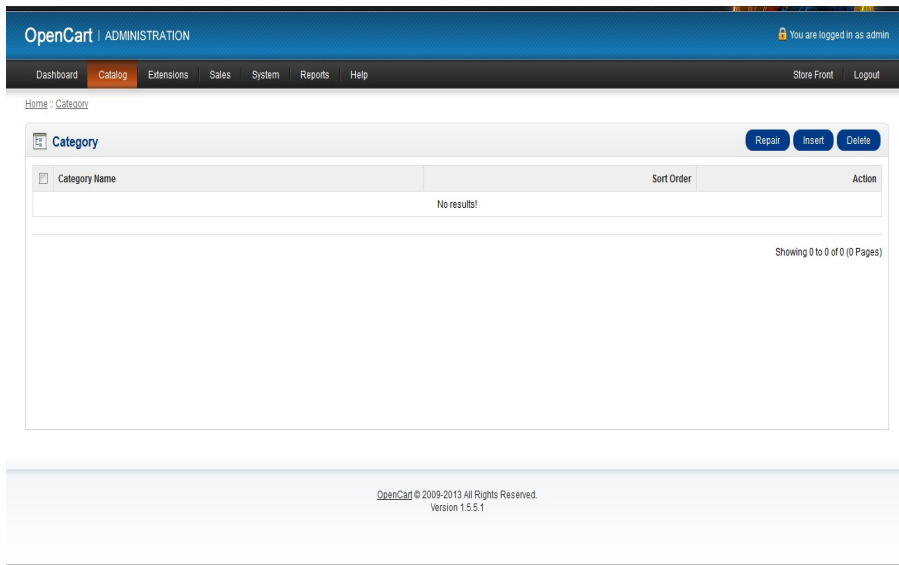 OpenCart | ADMINISTRATION
You are logged in as admin
Dashboard Catalog Extensions Sales System Reports Help Store Front Logout
Home :: Category
Category Repair Insert Delete
Category Name Sort Order Action
No results!
Showing 0 to 0 of 0 (0 Pages)
OpenCart © 2009-2013 All Rights Reserved.
Version 1.5.5.1